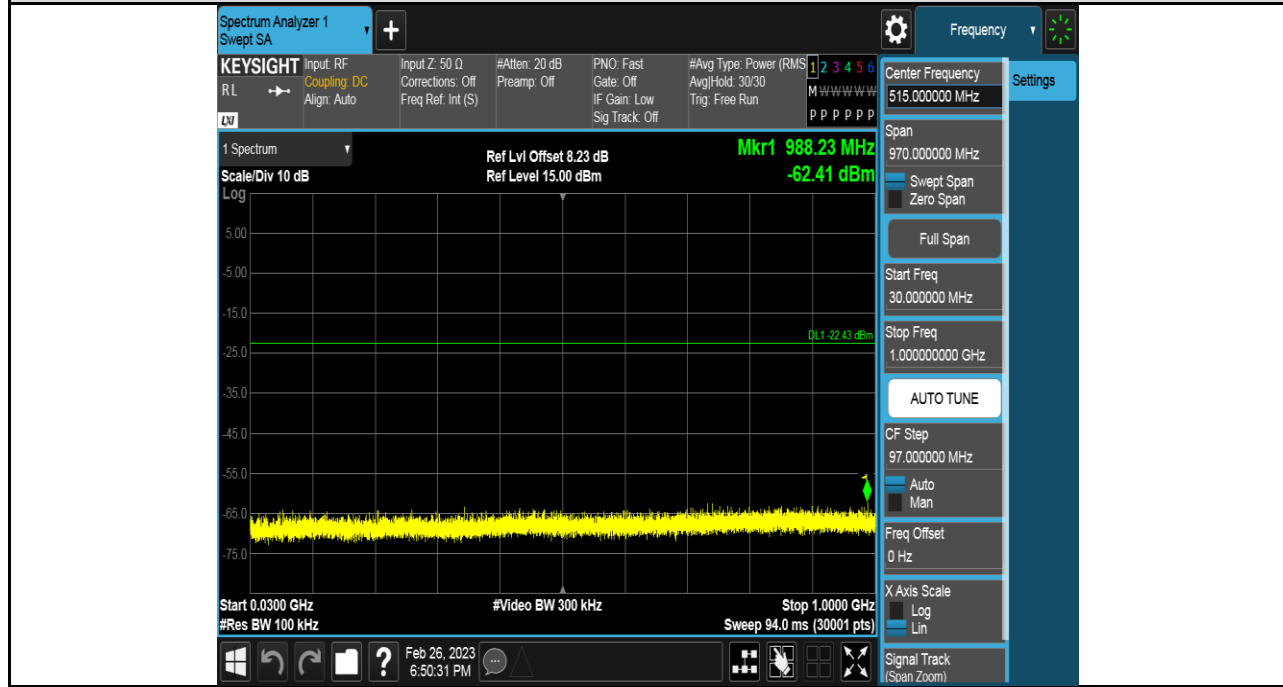 Spectrum Analyzer 1
Swept SA
+
Frequency
KEYSIGHT
RL
LXI
Input: RF
Coupling: DC
Align: Auto
Input Z: 50 Ω
Corrections: Off
Freq Ref: Int (S)
#Atten: 20 dB
Preamp: Off
PNO: Fast
Gate: Off
IF Gain: Low
Sig Track: Off
#Avg Type: Power (RMS
Avg|Hold: 30/30
Trig: Free Run
1 2 3 4 5 6
M W W W W W
P P P P P P
1 Spectrum
Scale/Div 10 dB
Log
Ref Lvl Offset 8.23 dB
Ref Level 15.00 dBm
Mkr1 988.23 MHz
-62.41 dBm
5.00
-5.00
-15.0
DL1 -22.43 dBm
-25.0
-35.0
-45.0
-55.0
1
-65.0
-75.0
Start 0.0300 GHz
#Res BW 100 kHz
#Video BW 300 kHz
Stop 1.0000 GHz
Sweep 94.0 ms (30001 pts)
?
Feb 26, 2023
6:50:31 PM
Center Frequency
515.000000 MHz
Settings
Span
970.000000 MHz
Swept Span
Zero Span
Full Span
Start Freq
30.000000 MHz
Stop Freq
1.000000000 GHz
AUTO TUNE
CF Step
97.000000 MHz
Auto
Man
Freq Offset
0 Hz
X Axis Scale
Log
Lin
Signal Track
(Span Zoom)